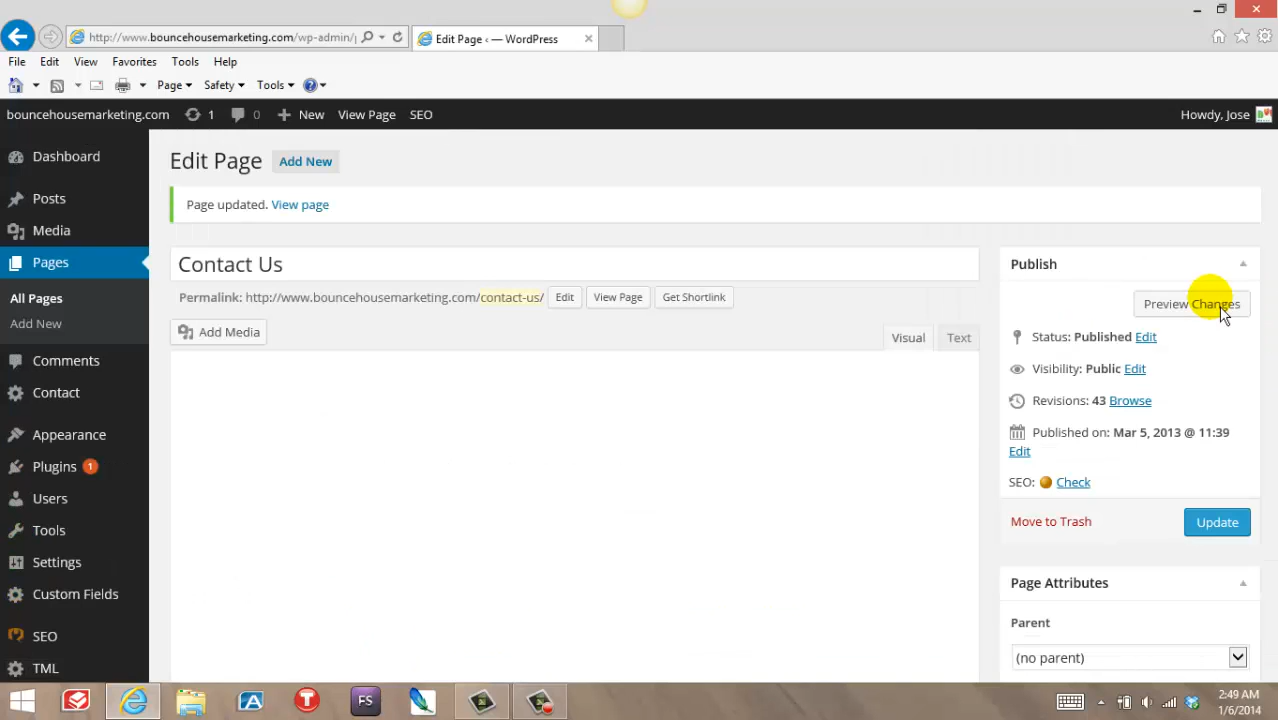 http://www.bouncehousemarketing.com/wp-admin/
Edit Page ‹ — WordPress
File Edit View Favorites Tools Help
Page Safety Tools
bouncehousemarketing.com 1 0 New View Page SEO Howdy, Jose
Dashboard
Posts
Media
Pages
All Pages
Add New
Comments
Contact
Appearance
Plugins 1
Users
Tools
Settings
Custom Fields
SEO
TML
Edit Page Add New
Page updated. View page
Contact Us
Permalink: http://www.bouncehousemarketing.com/contact-us/ Edit View Page Get Shortlink
Add Media
Visual Text
Publish
Preview Changes
Status: Published Edit
Visibility: Public Edit
Revisions: 43 Browse
Published on: Mar 5, 2013 @ 11:39
Edit
SEO: Check
Move to Trash Update
Page Attributes
Parent
(no parent)
FS
2:49 AM
1/6/2014